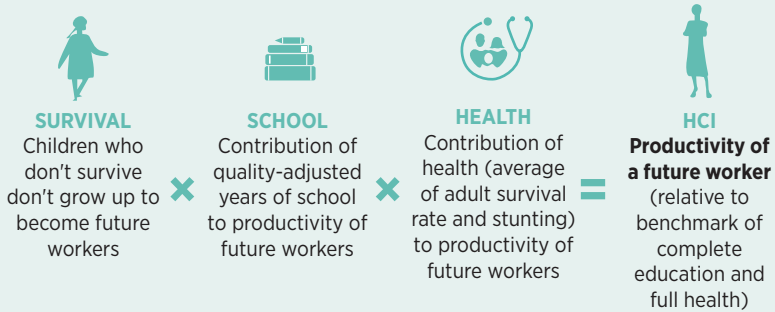 SURVIVAL
Children who
don't survive
don't grow up to
become future
workers
×
SCHOOL
Contribution of
quality-adjusted
years of school
to productivity of
future workers
×
HEALTH
Contribution of
health (average
of adult survival
rate and stunting)
to productivity of
future workers
=
HCI
Productivity of
a future worker
(relative to
benchmark of
complete
education and
full health)